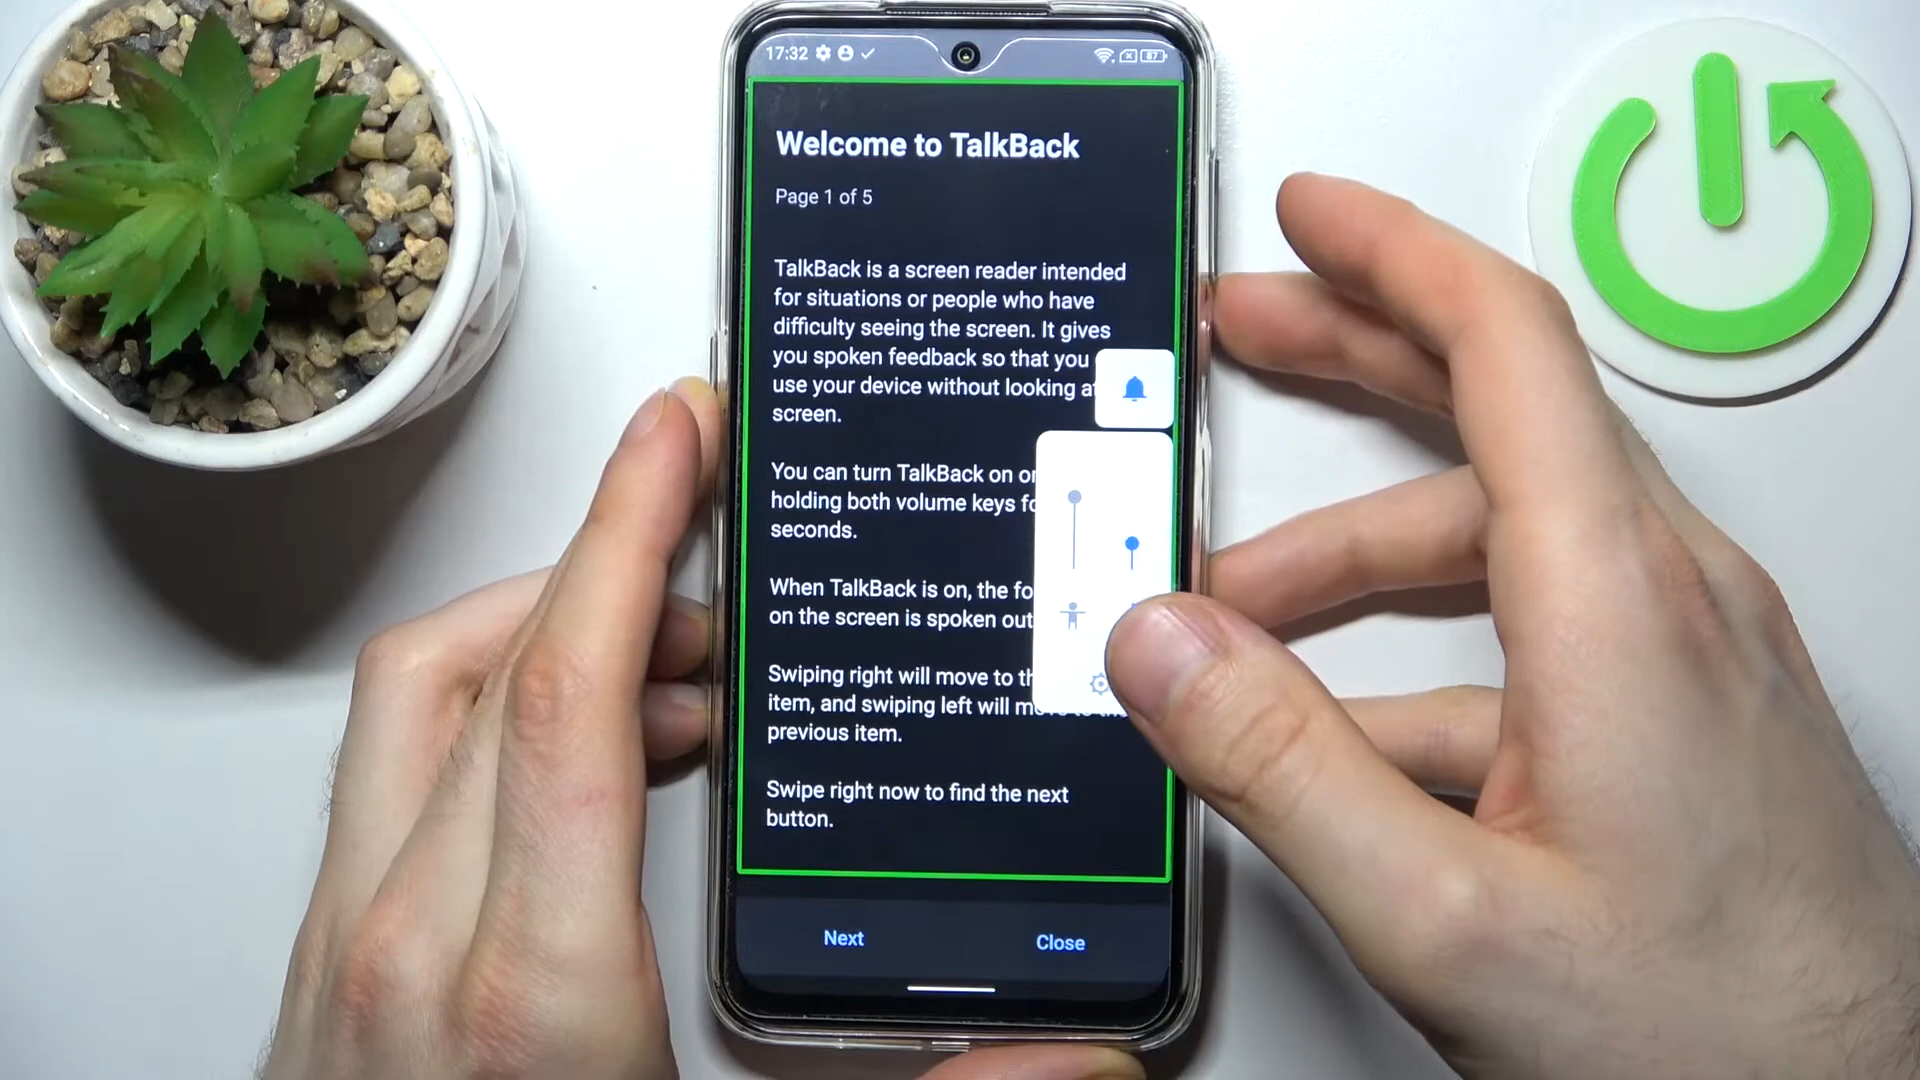 17:32
87
Welcome to TalkBack
Page 1 of 5
TalkBack is a screen reader intended
for situations or people who have
difficulty seeing the screen. It gives
you spoken feedback so that you
use your device without looking
screen.
You can turn TalkBack on
holding both volume keys
seconds.
When TalkBack is on, the
on the screen is spoken
Swiping right will move to
item, and swiping left will
previous item.
Swipe right now to find the next
button.
Next
Close